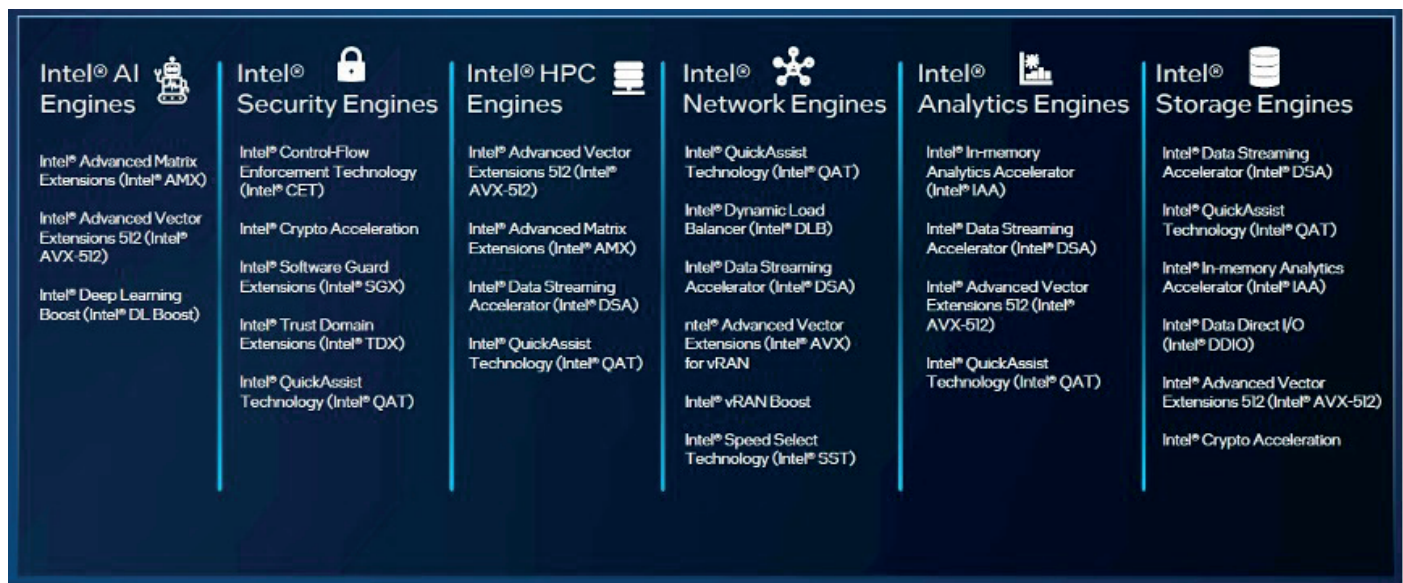 Intel® AI
Engines
Intel® Advanced Matrix
Extensions (Intel® AMX)
Intel® Advanced Vector
Extensions 512 (Intel®
AVX-512)
Intel® Deep Learning
Boost (Intel® DL Boost)
Intel®
Security Engines
Intel® Control-Flow
Enforcement Technology
(Intel® CET)
Intel® Crypto Acceleration
Intel® Software Guard
Extensions (Intel® SGX)
Intel® Trust Domain
Extensions (Intel® TDX)
Intel® QuickAssist
Technology (Intel® QAT)
Intel® HPC
Engines
Intel® Advanced Vector
Extensions 512 (Intel®
AVX-512)
Intel® Advanced Matrix
Extensions (Intel® AMX)
Intel® Data Streaming
Accelerator (Intel® DSA)
Intel® QuickAssist
Technology (Intel® QAT)
Intel®
Network Engines
Intel® QuickAssist
Technology (Intel® QAT)
Intel® Dynamic Load
Balancer (Intel® DLB)
Intel® Data Streaming
Accelerator (Intel® DSA)
ntel® Advanced Vector
Extensions (Intel® AVX)
for vRAN
Intel® vRAN Boost
Intel® Speed Select
Technology (Intel® SST)
Intel®
Analytics Engines
Intel® In-memory
Analytics Accelerator
(Intel® IAA)
Intel® Data Streaming
Accelerator (Intel® DSA)
Intel® Advanced Vector
Extensions 512 (Intel®
AVX-512)
Intel® QuickAssist
Technology (Intel® QAT)
Intel®
Storage Engines
Intel® Data Streaming
Accelerator (Intel® DSA)
Intel® QuickAssist
Technology (Intel® QAT)
Intel® In-memory Analytics
Accelerator (Intel® IAA)
Intel® Data Direct I/O
(Intel® DDIO)
Intel® Advanced Vector
Extensions 512 (Intel® AVX-512)
Intel® Crypto Acceleration